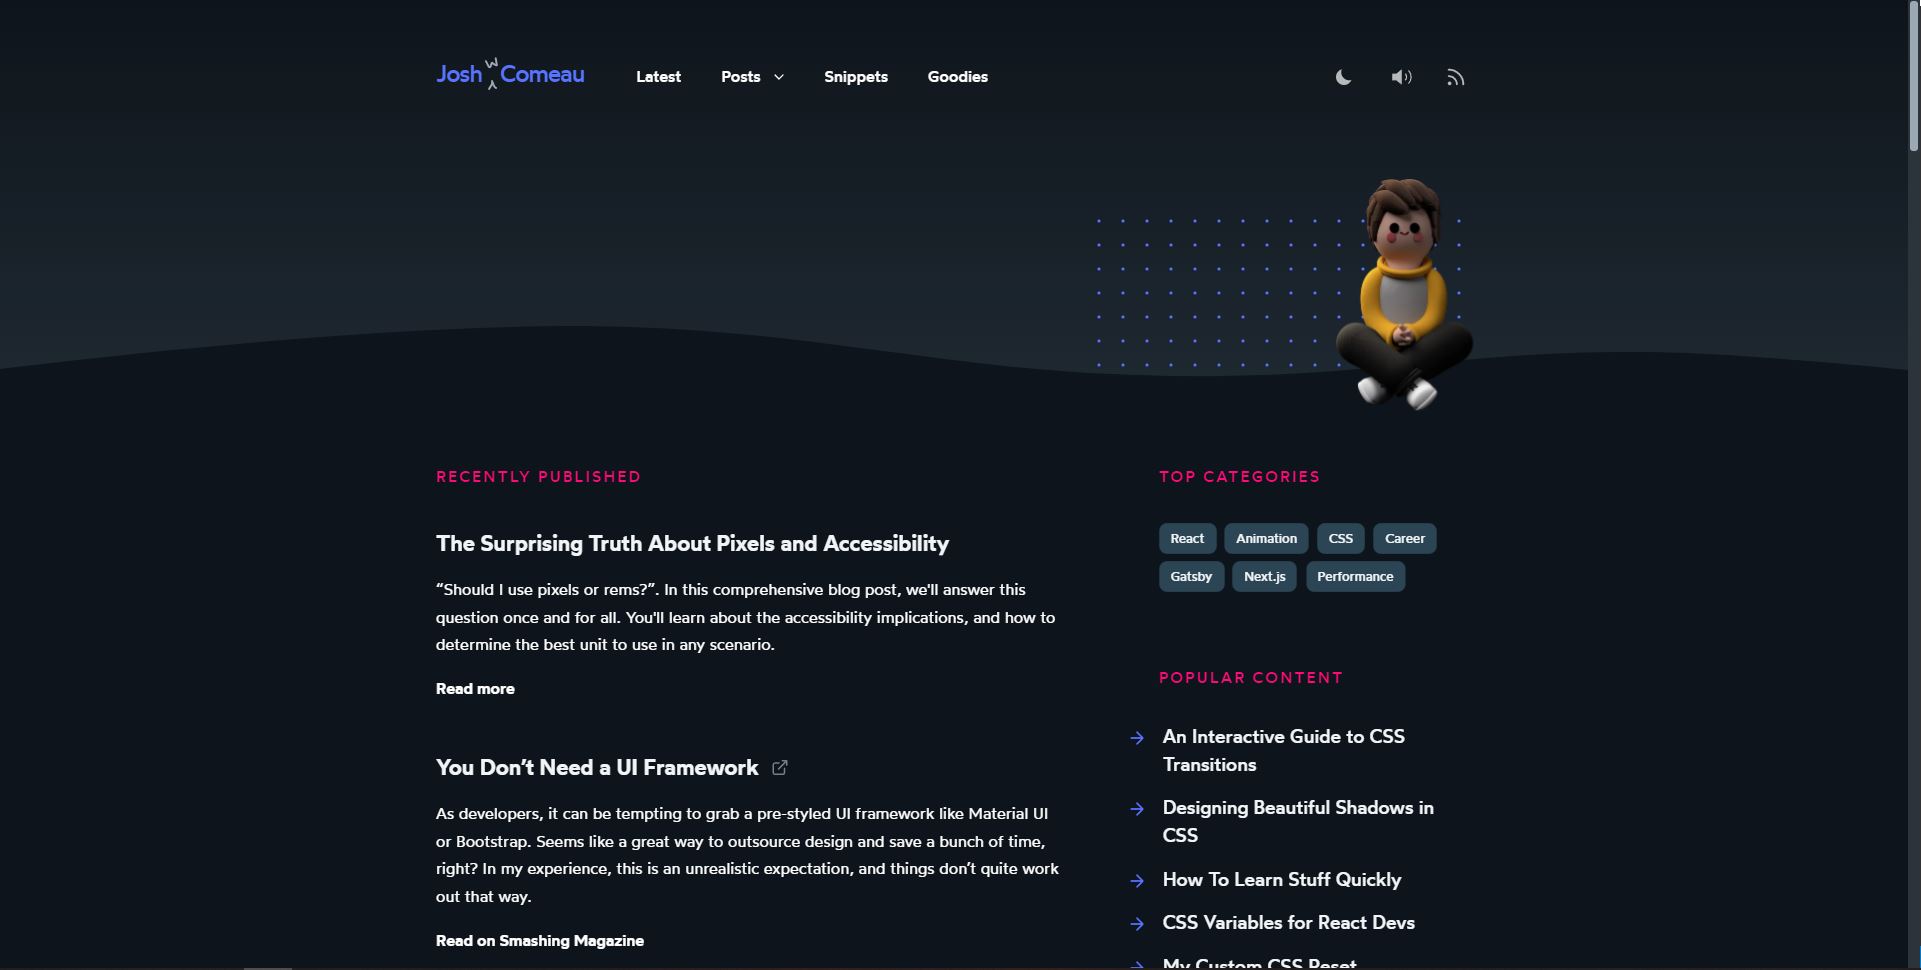 Josh W Comeau
Latest
Posts
Snippets
Goodies
RECENTLY PUBLISHED
The Surprising Truth About Pixels and Accessibility
“Should I use pixels or rems?”. In this comprehensive blog post, we'll answer this
question once and for all. You'll learn about the accessibility implications, and how to
determine the best unit to use in any scenario.
Read more
You Don’t Need a UI Framework
As developers, it can be tempting to grab a pre-styled UI framework like Material UI
or Bootstrap. Seems like a great way to outsource design and save a bunch of time,
right? In my experience, this is an unrealistic expectation, and things don’t quite work
out that way.
Read on Smashing Magazine
TOP CATEGORIES
React Animation CSS Career
Gatsby Next.js Performance
POPULAR CONTENT
An Interactive Guide to CSS
Transitions
Designing Beautiful Shadows in
CSS
How To Learn Stuff Quickly
CSS Variables for React Devs
My Custom CSS Reset